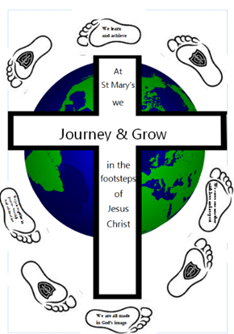 We learn
and achieve
At
St Mary's
we
Journey & Grow
in the
footsteps
of
Jesus
Christ
We are all made
in God's image